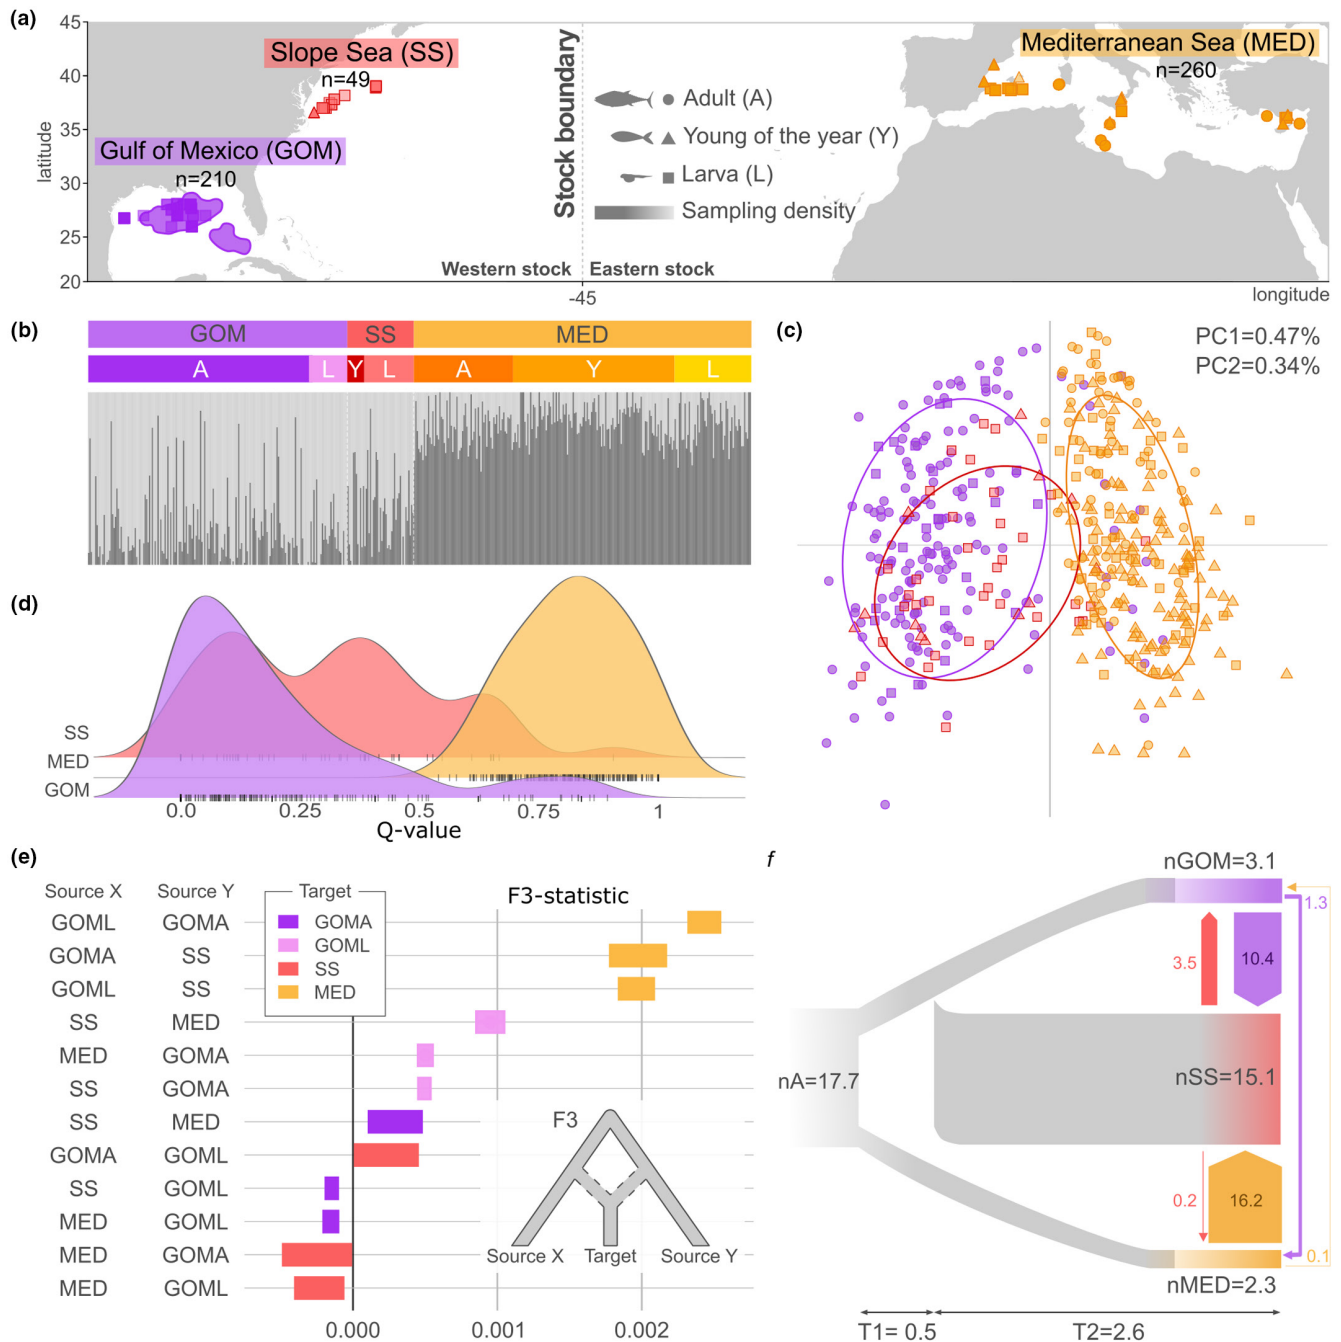 (a)
45
40
35
30
25
20
latitude
Slope Sea (SS)
n=49
Gulf of Mexico (GOM)
n=210
Stock boundary
Adult (A)
Young of the year (Y)
Larva (L)
Sampling density
Western stock
Eastern stock
Mediterranean Sea (MED)
n=260
-45
longitude
(b)
GOM SS MED
A L Y L A Y L
(c)
PC1=0.47%
PC2=0.34%
(d)
SS
MED
GOM
0.0 0.25 0.5 0.75 1
Q-value
(e)
Source X Source Y
Target
GOMA
GOML
SS
MED
F3-statistic
GOML GOMA
GOMA SS
GOML SS
SS MED
MED GOMA
SS GOMA
SS MED
GOMA GOML
SS GOML
MED GOML
MED GOMA
MED GOML
F3
Source X Target Source Y
0.000 0.001 0.002
f
nGOM=3.1
1.3
3.5
10.4
nA=17.7
nSS=15.1
0.2
16.2
0.1
nMED=2.3
T1= 0.5
T2=2.6